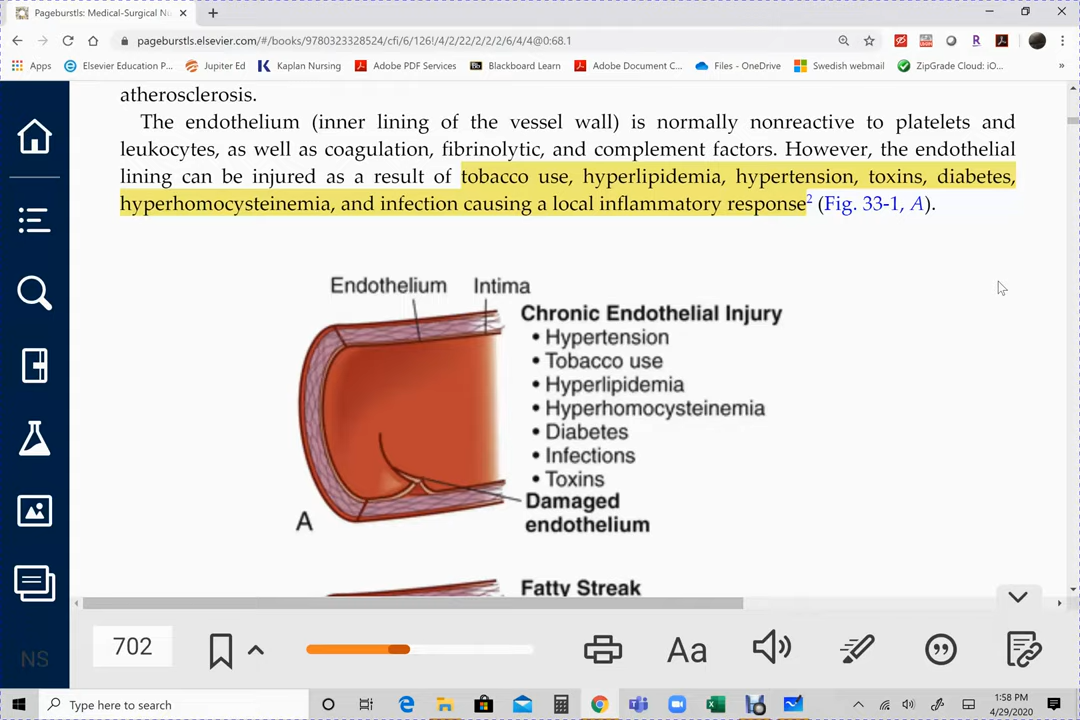 Pageburstls: Medical-Surgical Nu
pageburstls.elsevier.com/#/books/9780323328524/cfi/6/126!/4/2/22/2/2/2/6/4/4@0:68.1
Apps
Elsevier Education P...
Jupiter Ed
Kaplan Nursing
Adobe PDF Services
Blackboard Learn
Adobe Document C...
Files - OneDrive
Swedish webmail
ZipGrade Cloud: iO...
»
atherosclerosis.
The endothelium (inner lining of the vessel wall) is normally nonreactive to platelets and
leukocytes, as well as coagulation, fibrinolytic, and complement factors. However, the endothelial
lining can be injured as a result of tobacco use, hyperlipidemia, hypertension, toxins, diabetes,
hyperhomocysteinemia, and infection causing a local inflammatory response2 (Fig. 33-1, A).
Endothelium
Intima
Chronic Endothelial Injury
• Hypertension
• Tobacco use
• Hyperlipidemia
• Hyperhomocysteinemia
• Diabetes
• Infections
• Toxins
Damaged
endothelium
A
Fatty Streak
702
Aa
NS
Type here to search
1:58 PM
4/29/2020